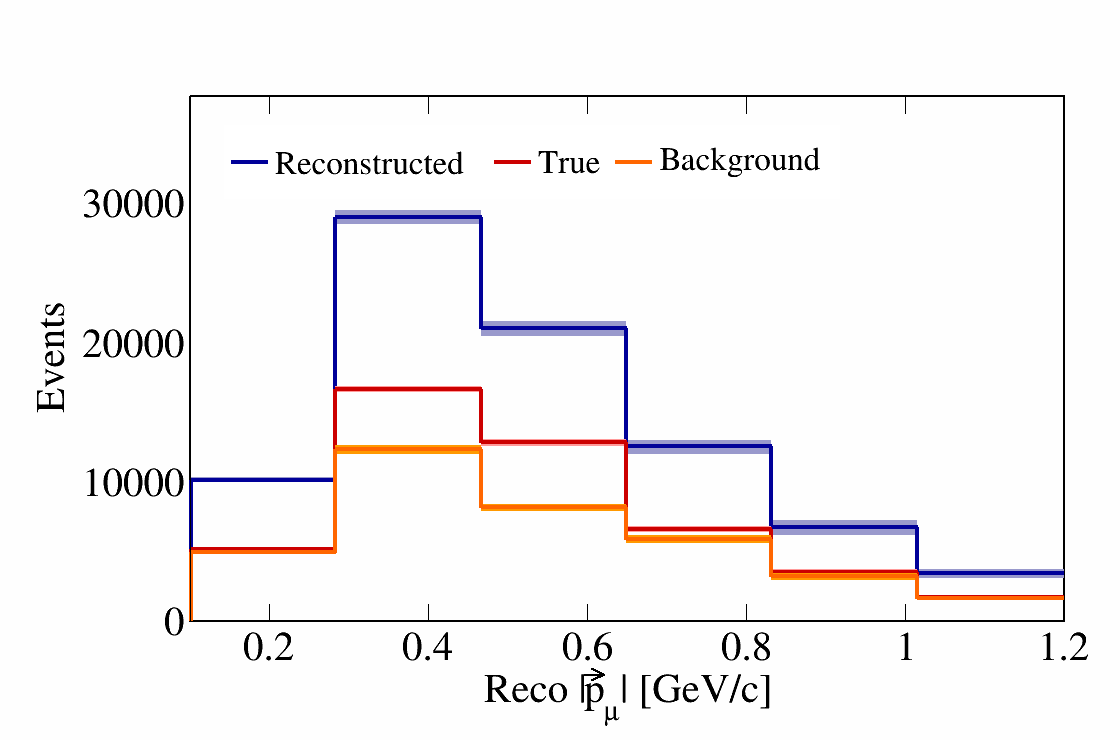 Reconstructed True Background
30000
20000
10000
0
Events
0.2 0.4 0.6 0.8 1 1.2
Reco |p⃗μ| [GeV/c]